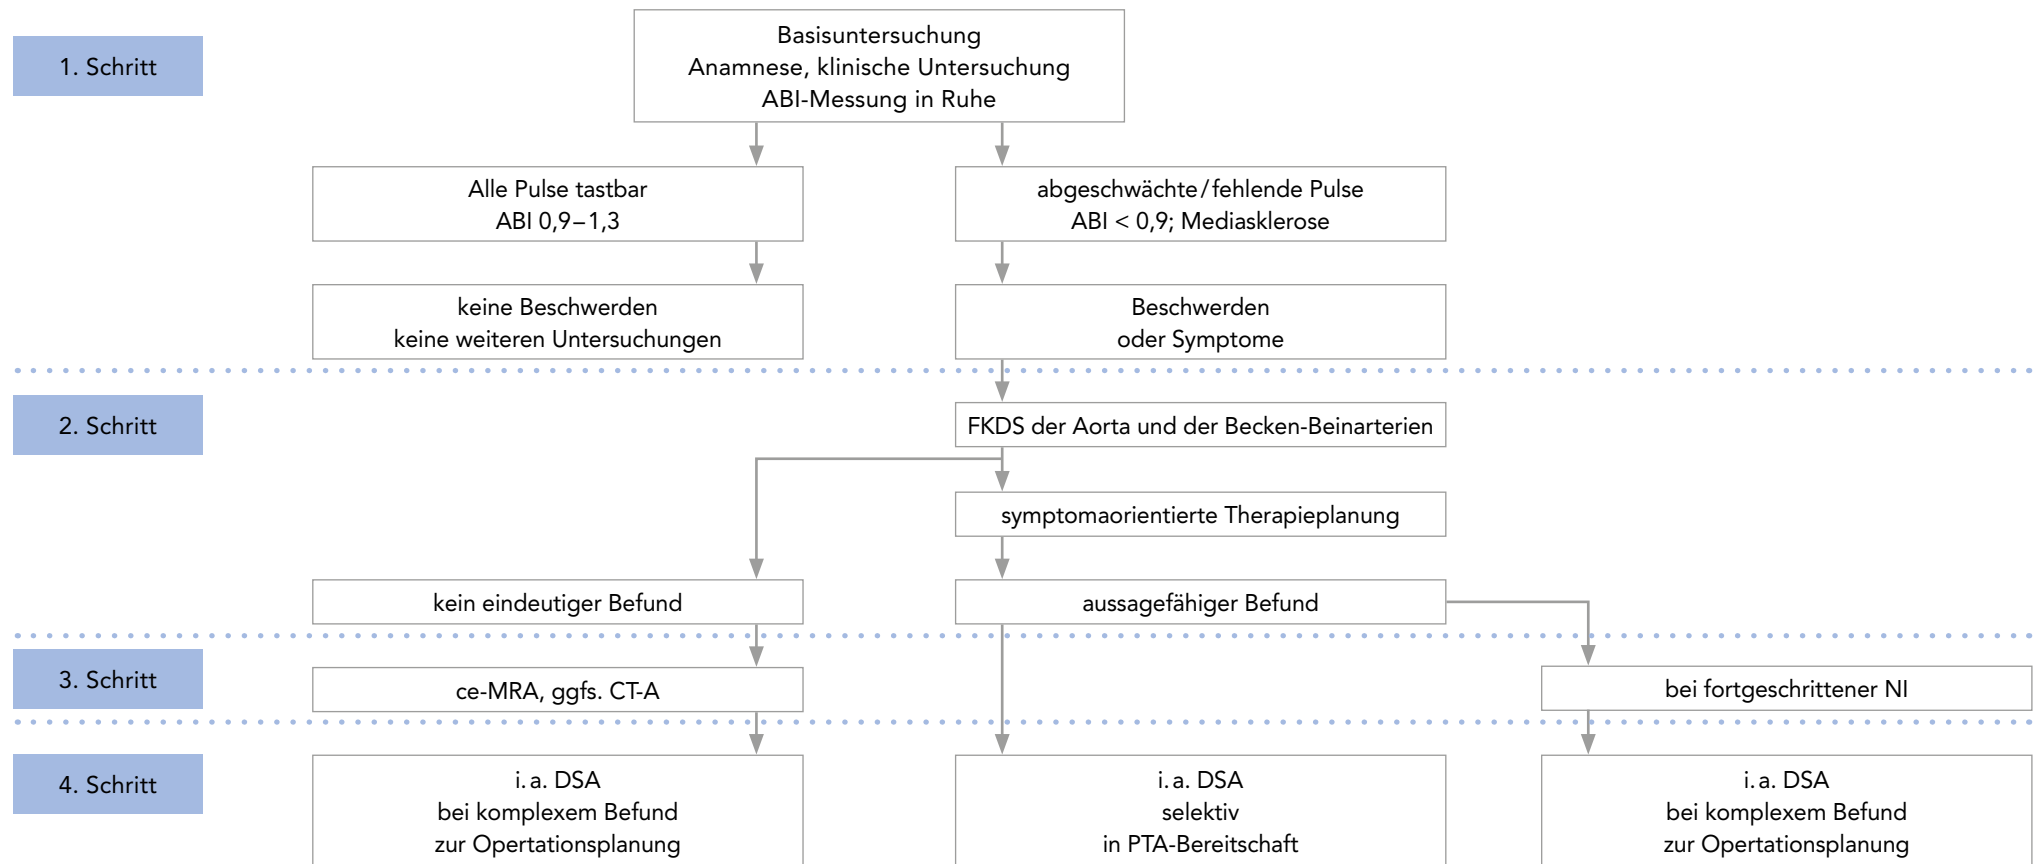 1. Schritt
Basisuntersuchung
Anamnese, klinische Untersuchung
ABI-Messung in Ruhe
Alle Pulse tastbar
ABI 0,9–1,3
abgeschwächte/fehlende Pulse
ABI < 0,9; Mediasklerose
keine Beschwerden
keine weiteren Untersuchungen
Beschwerden
oder Symptome
2. Schritt
FKDS der Aorta und der Becken-Beinarterien
symptomaorientierte Therapieplanung
kein eindeutiger Befund
aussagefähiger Befund
3. Schritt
ce-MRA, ggfs. CT-A
bei fortgeschrittener NI
4. Schritt
i. a. DSA
bei komplexem Befund
zur Opertationsplanung
i. a. DSA
selektiv
in PTA-Bereitschaft
i. a. DSA
bei komplexem Befund
zur Opertationsplanung